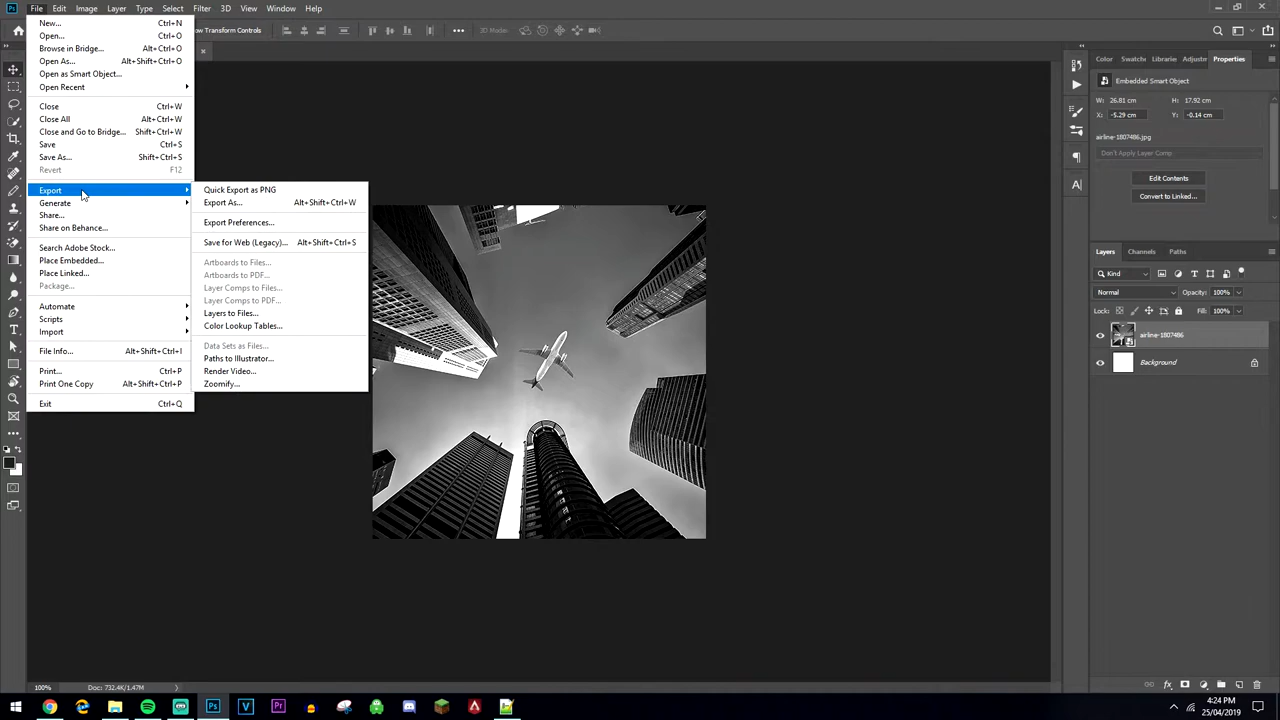 Ps File Edit Image Layer Type Select Filter 3D View Window Help
ow Transform Controls 3D Mode:
New... Ctrl+N
Open... Ctrl+O
Browse in Bridge... Alt+Ctrl+O
Open As... Alt+Shift+Ctrl+O
Open as Smart Object...
Open Recent
Close Ctrl+W
Close All Alt+Ctrl+W
Close and Go to Bridge... Shift+Ctrl+W
Save Ctrl+S
Save As... Shift+Ctrl+S
Revert F12
Export
Generate
Share...
Share on Behance...
Search Adobe Stock...
Place Embedded...
Place Linked...
Package...
Automate
Scripts
Import
File Info... Alt+Shift+Ctrl+I
Print... Ctrl+P
Print One Copy Alt+Shift+Ctrl+P
Exit Ctrl+Q
Quick Export as PNG
Export As... Alt+Shift+Ctrl+W
Export Preferences...
Save for Web (Legacy)... Alt+Shift+Ctrl+S
Artboards to Files...
Artboards to PDF...
Layer Comps to Files...
Layer Comps to PDF...
Layers to Files...
Color Lookup Tables...
Data Sets as Files...
Paths to Illustrator...
Render Video...
Zoomify...
Color Swatch Librarie Adjustm Properties
Embedded Smart Object
W: 26.81 cm H: 17.92 cm
X: -5.29 cm Y: -0.14 cm
airline-1807486.jpg
Don't Apply Layer Comp
Edit Contents
Convert to Linked...
Layers Channels Paths
Kind
Normal Opacity: 100%
Lock: Fill: 100%
airline-1807486
Background
100% Doc: 732.4K/1.47M
Ps V Pr
4:24 PM
25/04/2019